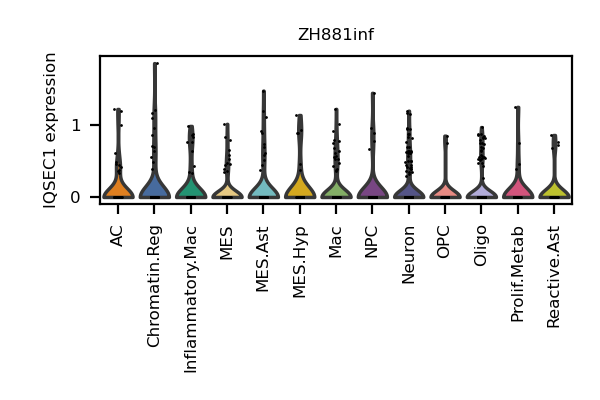 ZH881inf
IQSEC1 expression
1
0
AC
Chromatin.Reg
Inflammatory.Mac
MES
MES.Ast
MES.Hyp
Mac
NPC
Neuron
OPC
Oligo
Prolif.Metab
Reactive.Ast